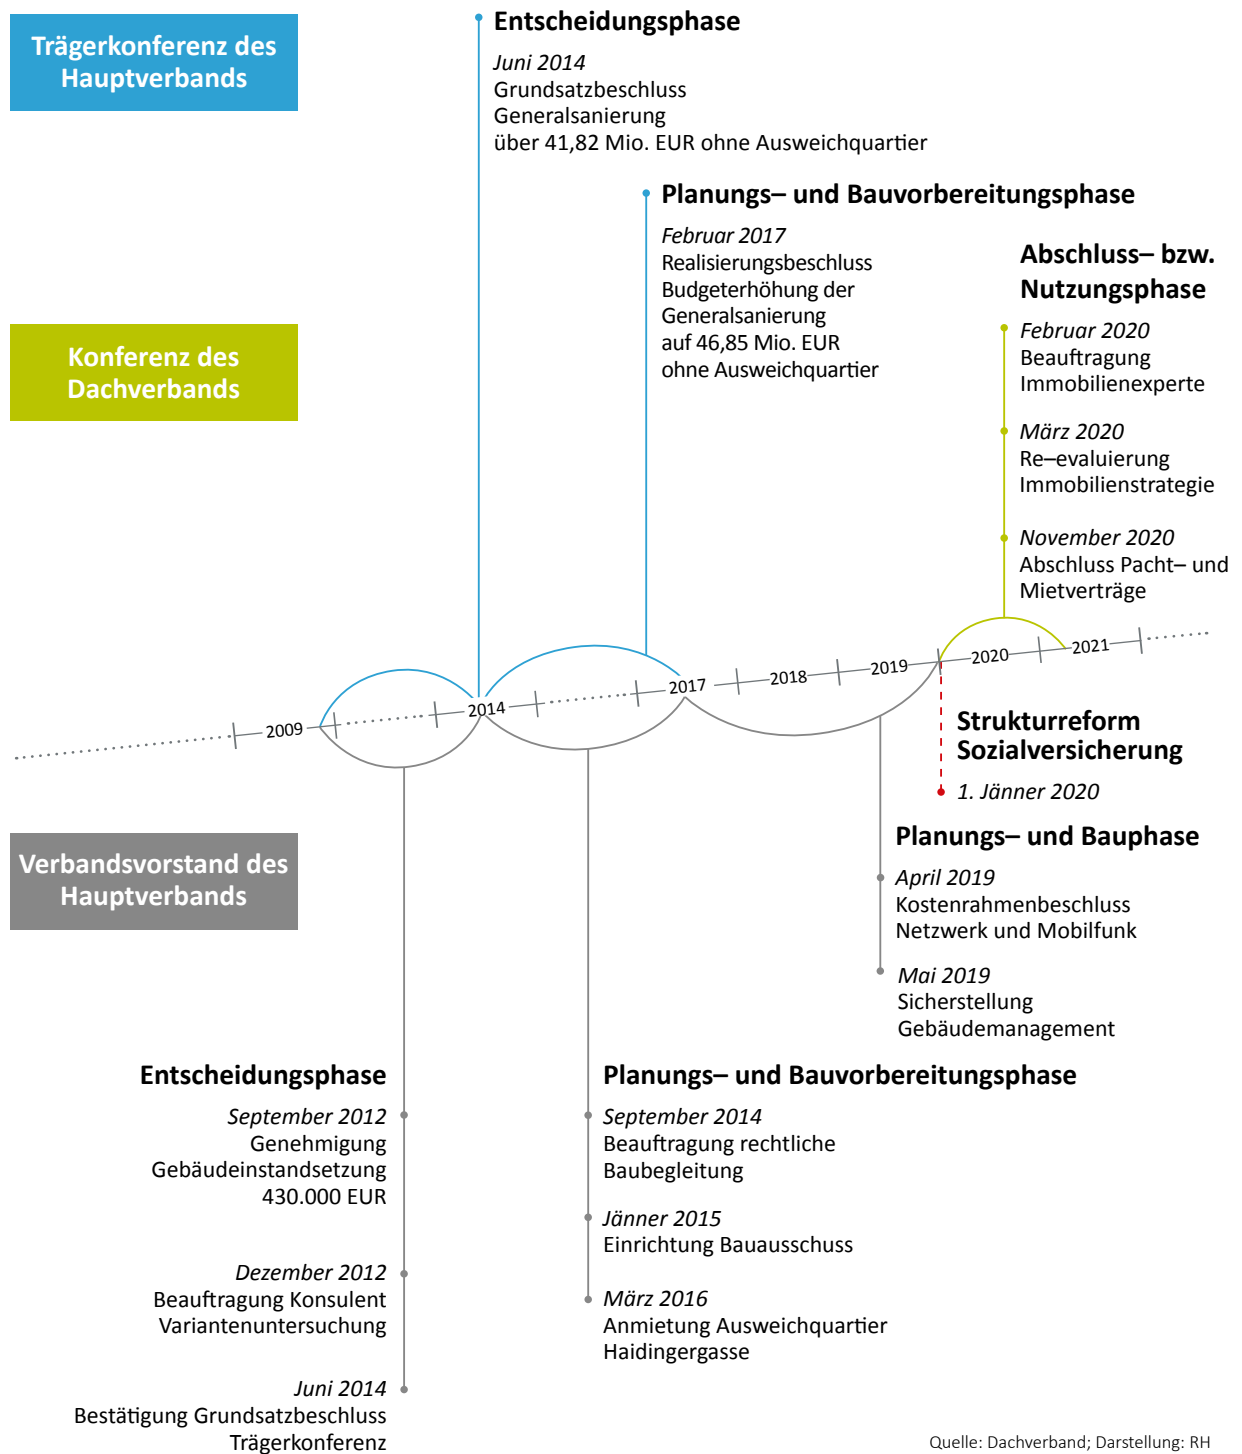 Trägerkonferenz des
Hauptverbands
Entscheidungsphase
Juni 2014
Grundsatzbeschluss
Generalsanierung
über 41,82 Mio. EUR ohne Ausweichquartier
Planungs– und Bauvorbereitungsphase
Februar 2017
Realisierungsbeschluss
Budgeterhöhung der
Generalsanierung
auf 46,85 Mio. EUR
ohne Ausweichquartier
Abschluss– bzw.
Nutzungsphase
Februar 2020
Beauftragung
Immobilienexperte
März 2020
Re–evaluierung
Immobilienstrategie
November 2020
Abschluss Pacht– und
Mietverträge
Konferenz des
Dachverbands
2009
2014
2017
2018
2019
2020
2021
Strukturreform
Sozialversicherung
1. Jänner 2020
Verbandsvorstand des
Hauptverbands
Planungs– und Bauphase
April 2019
Kostenrahmenbeschluss
Netzwerk und Mobilfunk
Mai 2019
Sicherstellung
Gebäudemanagement
Entscheidungsphase
September 2012
Genehmigung
Gebäudeinstandsetzung
430.000 EUR
Dezember 2012
Beauftragung Konsulent
Variantenuntersuchung
Juni 2014
Bestätigung Grundsatzbeschluss
Trägerkonferenz
Planungs– und Bauvorbereitungsphase
September 2014
Beauftragung rechtliche
Baubegleitung
Jänner 2015
Einrichtung Bauausschuss
März 2016
Anmietung Ausweichquartier
Haidingergasse
Quelle: Dachverband; Darstellung: RH